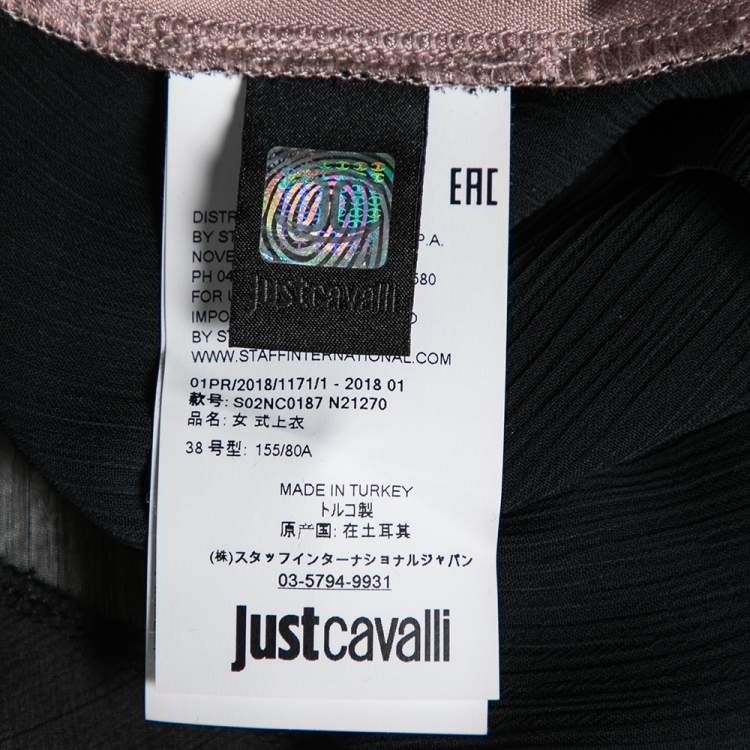 EAC
DISTR
BY ST P.A.
NOVE
PH 04 580
FOR U
IMPO D
BY ST
justcavalli
WWW.STAFFINTERNATIONAL.COM
01PR/2018/1171/1 - 2018 01
款号: S02NC0187 N21270
品名: 女 式上衣
38 号型: 155/80A
MADE IN TURKEY
トルコ製
原产国: 在土耳其
(株)スタッフインターナショナルジャパン
03-5794-9931
justcavalli